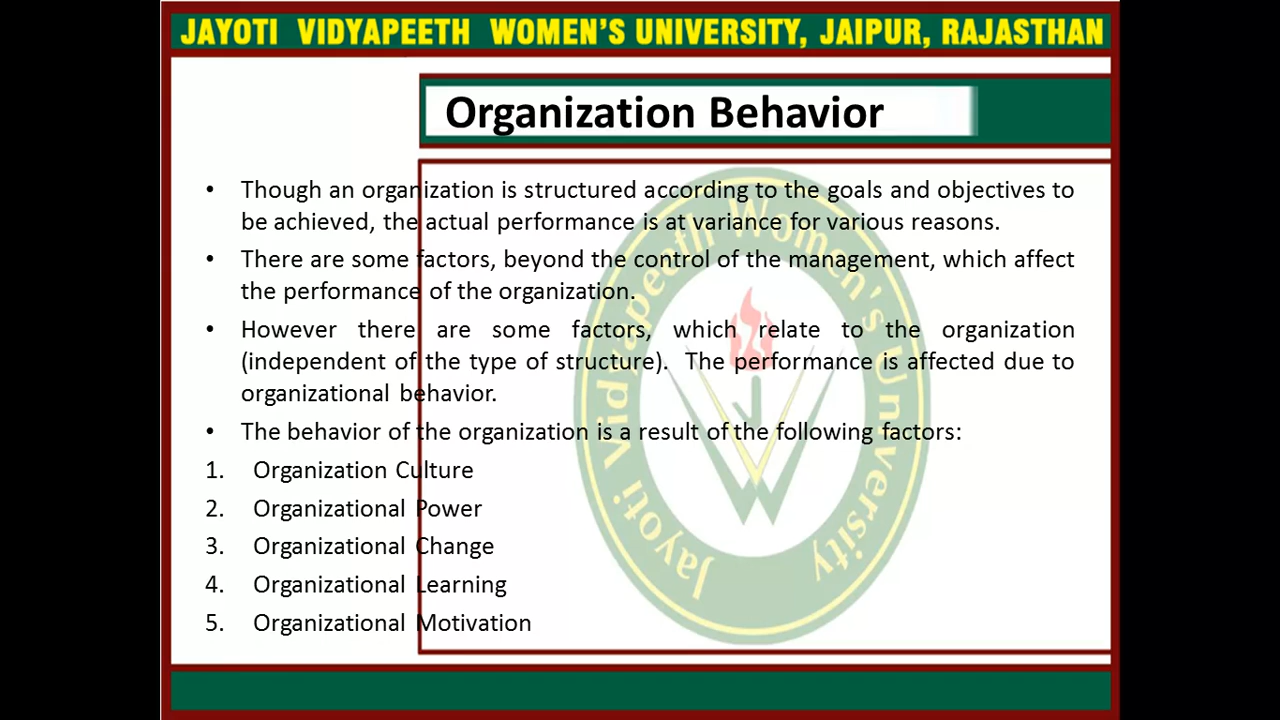 JAYOTI VIDYAPEETH WOMEN'S UNIVERSITY, JAIPUR, RAJASTHAN
Organization Behavior
• Though an organization is structured according to the goals and objectives to
be achieved, the actual performance is at variance for various reasons.
• There are some factors, beyond the control of the management, which affect
the performance of the organization.
• However there are some factors, which relate to the organization
(independent of the type of structure). The performance is affected due to
organizational behavior.
• The behavior of the organization is a result of the following factors:
1. Organization Culture
2. Organizational Power
3. Organizational Change
4. Organizational Learning
5. Organizational Motivation
Jayoti Vidyapeeth Women's University